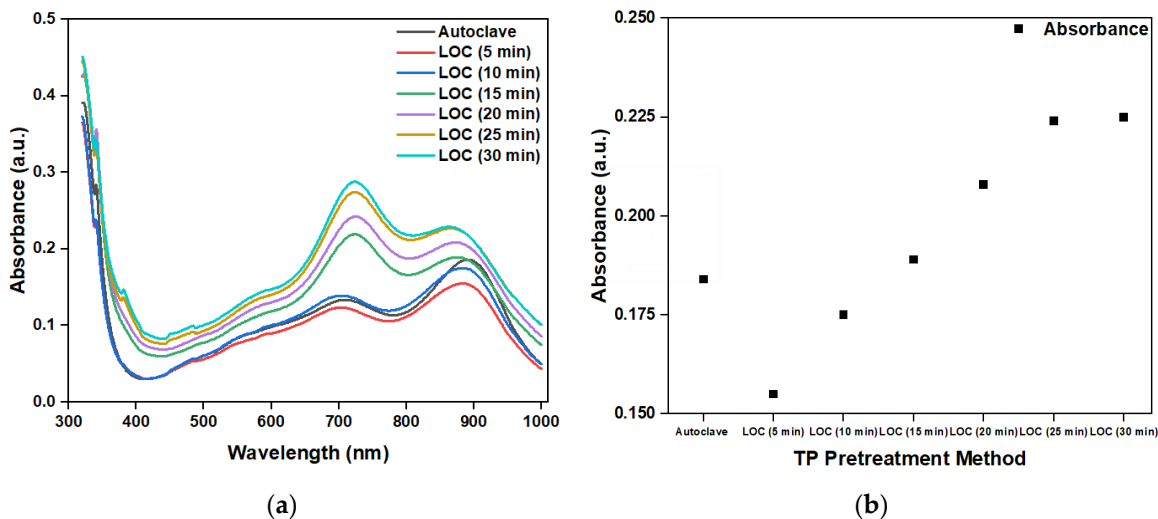 (a)
Absorbance (a.u.)
0.5
0.4
0.3
0.2
0.1
0.0
Autoclave
LOC (5 min)
LOC (10 min)
LOC (15 min)
LOC (20 min)
LOC (25 min)
LOC (30 min)
300 400 500 600 700 800 900 1000
Wavelength (nm)
(a)
(b)
Absorbance (a.u.)
0.250
0.225
0.200
0.175
0.150
Absorbance
Autoclave LOC (5 min) LOC (10 min) LOC (15 min) LOC (20 min) LOC (25 min) LOC (30 min)
TP Pretreatment Method
(b)